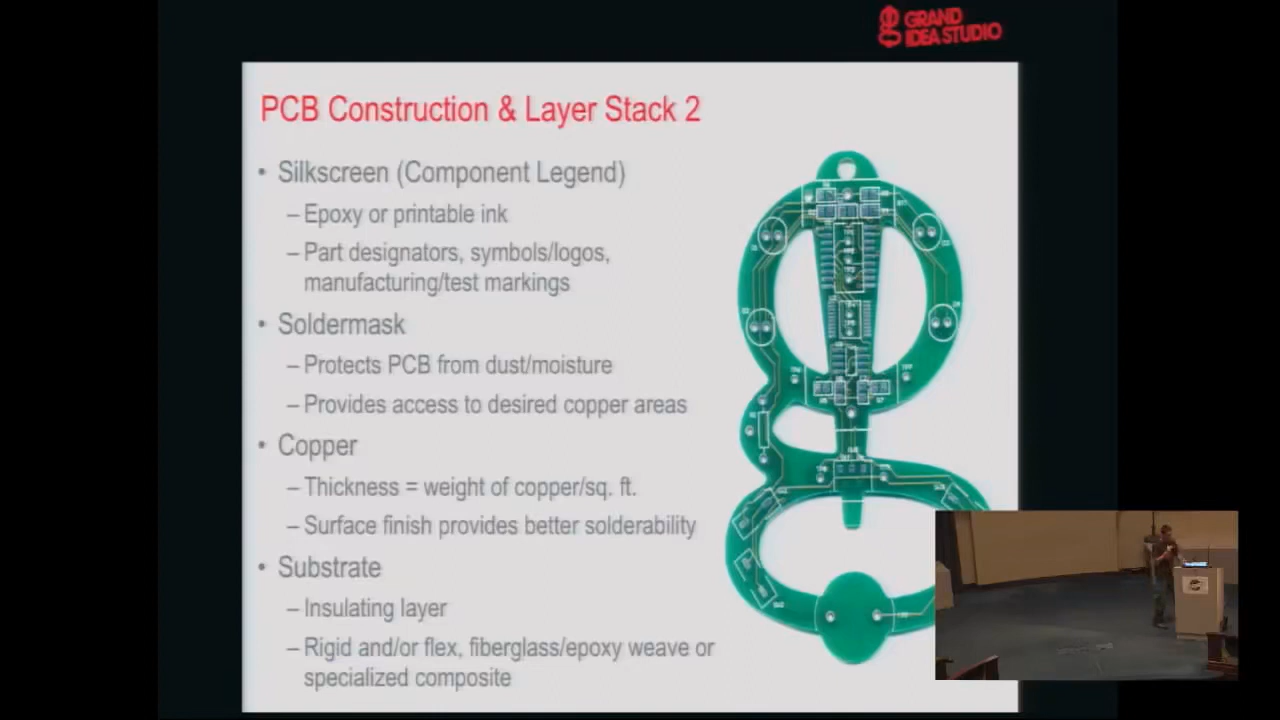 GRAND
IDEA STUDIO
PCB Construction & Layer Stack 2
• Silkscreen (Component Legend)
– Epoxy or printable ink
– Part designators, symbols/logos,
manufacturing/test markings
• Soldermask
– Protects PCB from dust/moisture
– Provides access to desired copper areas
• Copper
– Thickness = weight of copper/sq. ft.
– Surface finish provides better solderability
• Substrate
– Insulating layer
– Rigid and/or flex, fiberglass/epoxy weave or
specialized composite